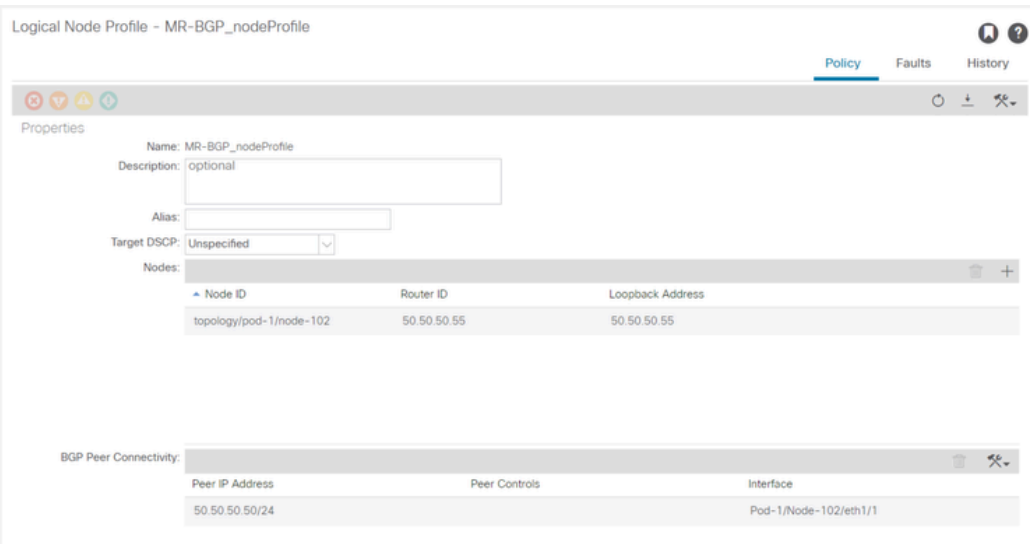 Logical Node Profile - MR-BGP_nodeProfile
Policy Faults History
Properties
Name: MR-BGP_nodeProfile
Description: optional
Alias:
Target DSCP: Unspecified
Nodes:
Node ID Router ID Loopback Address
topology/pod-1/node-102 50.50.50.55 50.50.50.55
BGP Peer Connectivity:
Peer IP Address Peer Controls Interface
50.50.50.50/24 Pod-1/Node-102/eth1/1